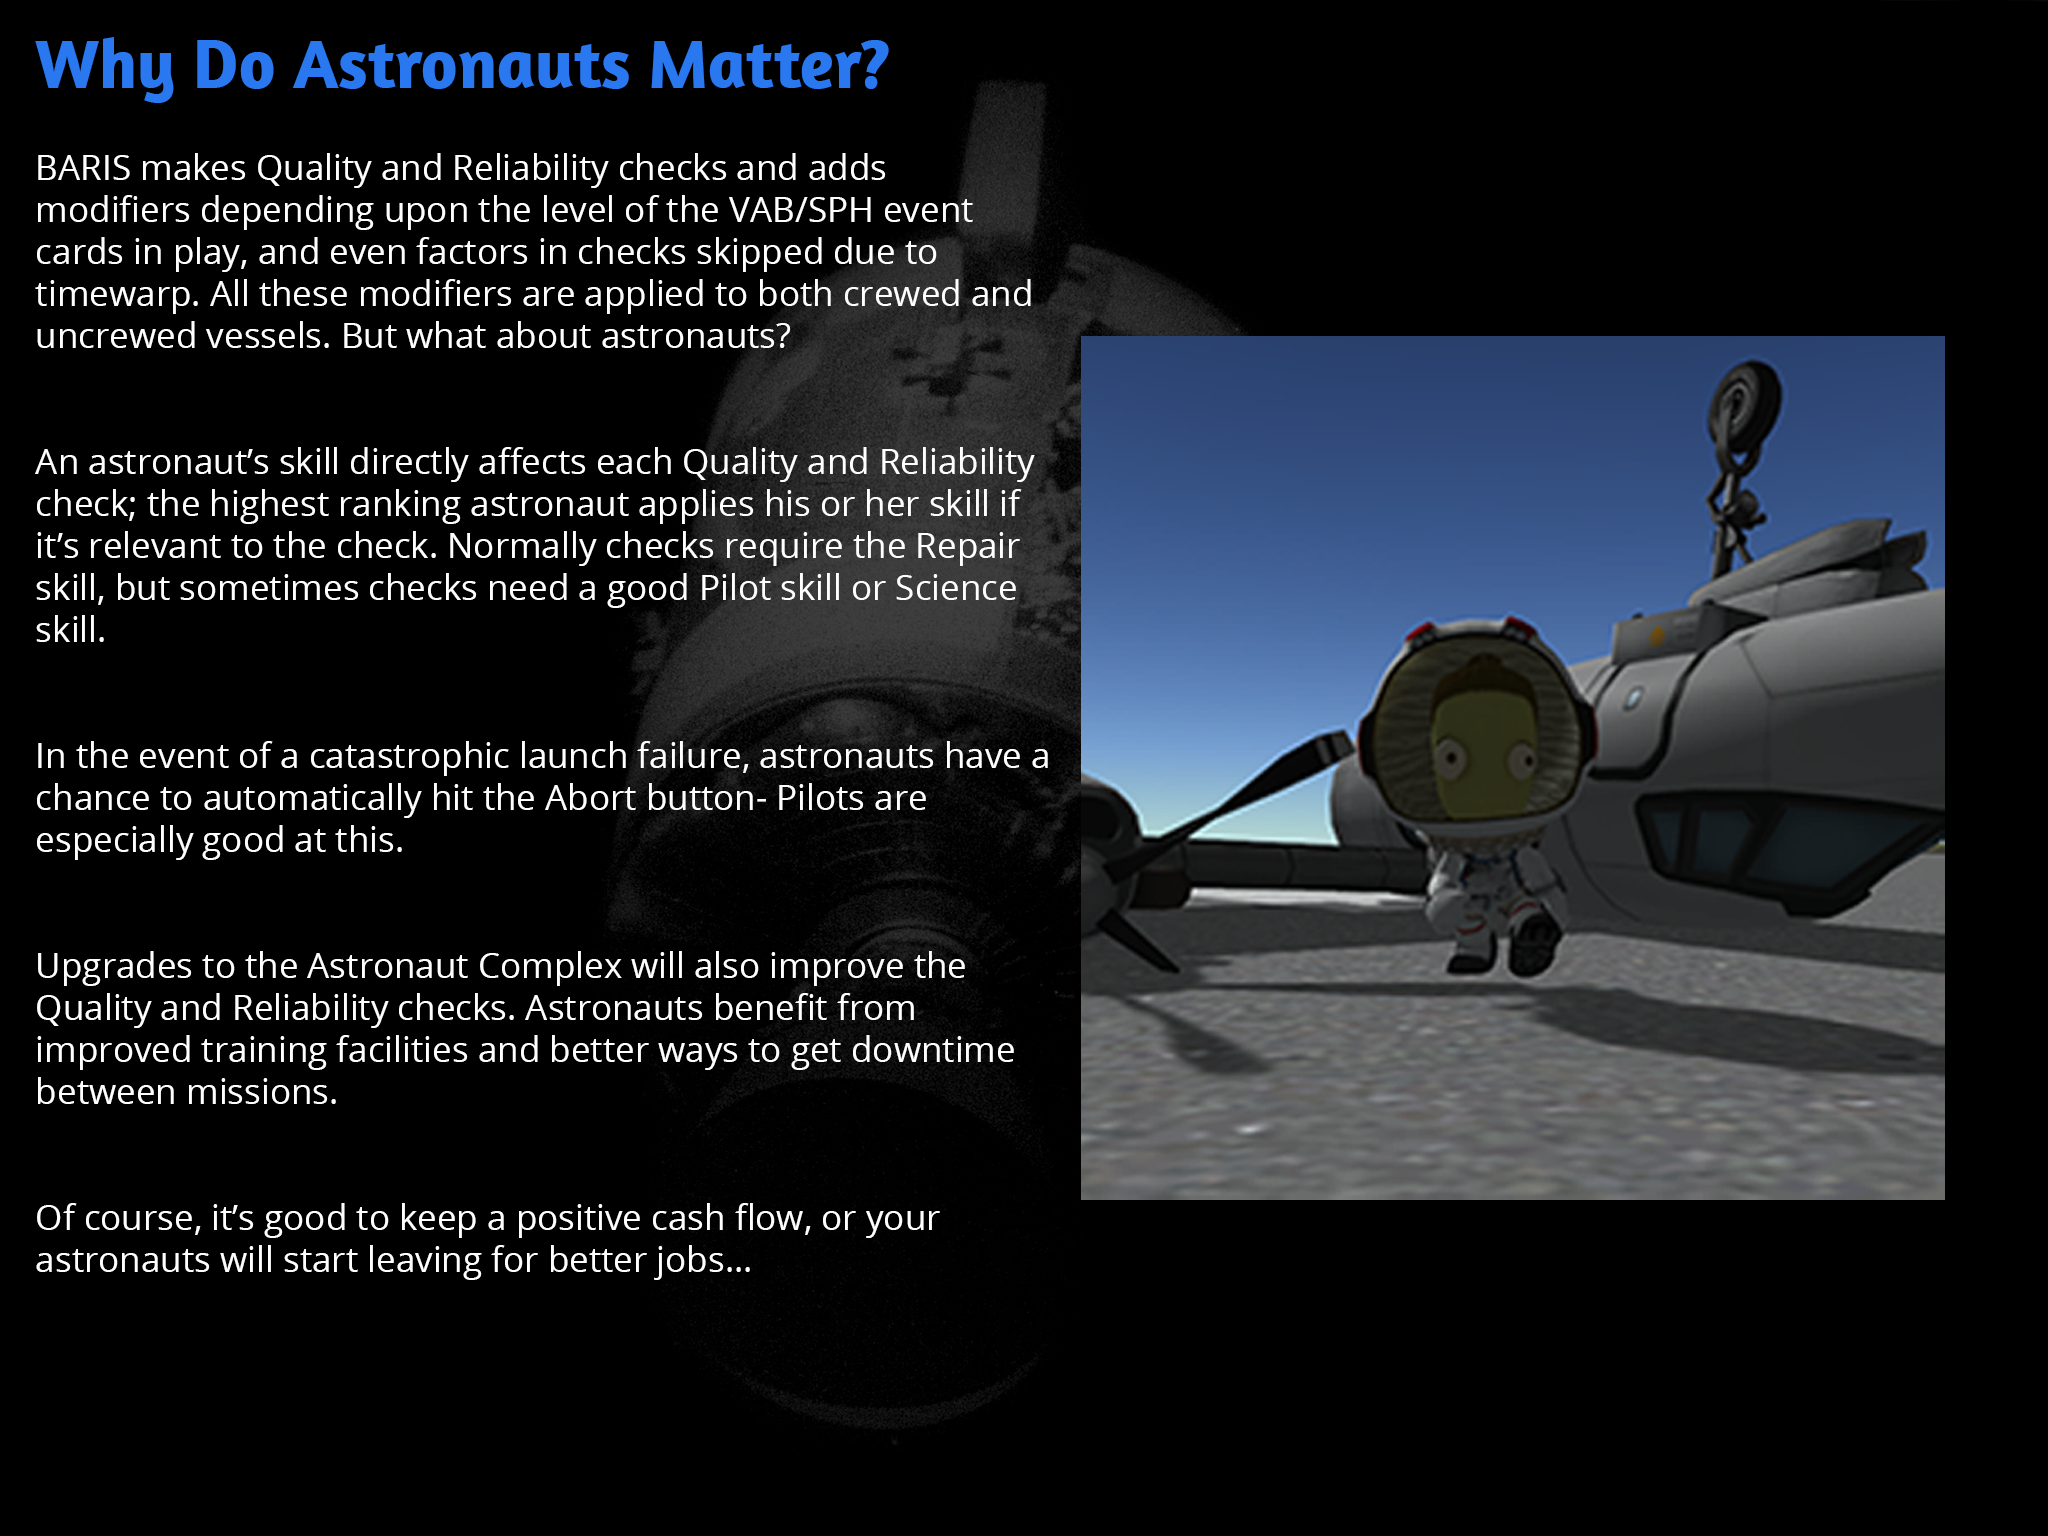 Why Do Astronauts Matter?
BARIS makes Quality and Reliability checks and adds
modifiers depending upon the level of the VAB/SPH event
cards in play, and even factors in checks skipped due to
timewarp. All these modifiers are applied to both crewed and
uncrewed vessels. But what about astronauts?
An astronaut’s skill directly affects each Quality and Reliability
check; the highest ranking astronaut applies his or her skill if
it’s relevant to the check. Normally checks require the Repair
skill, but sometimes checks need a good Pilot skill or Science
skill.
In the event of a catastrophic launch failure, astronauts have a
chance to automatically hit the Abort button- Pilots are
especially good at this.
Upgrades to the Astronaut Complex will also improve the
Quality and Reliability checks. Astronauts benefit from
improved training facilities and better ways to get downtime
between missions.
Of course, it’s good to keep a positive cash flow, or your
astronauts will start leaving for better jobs...